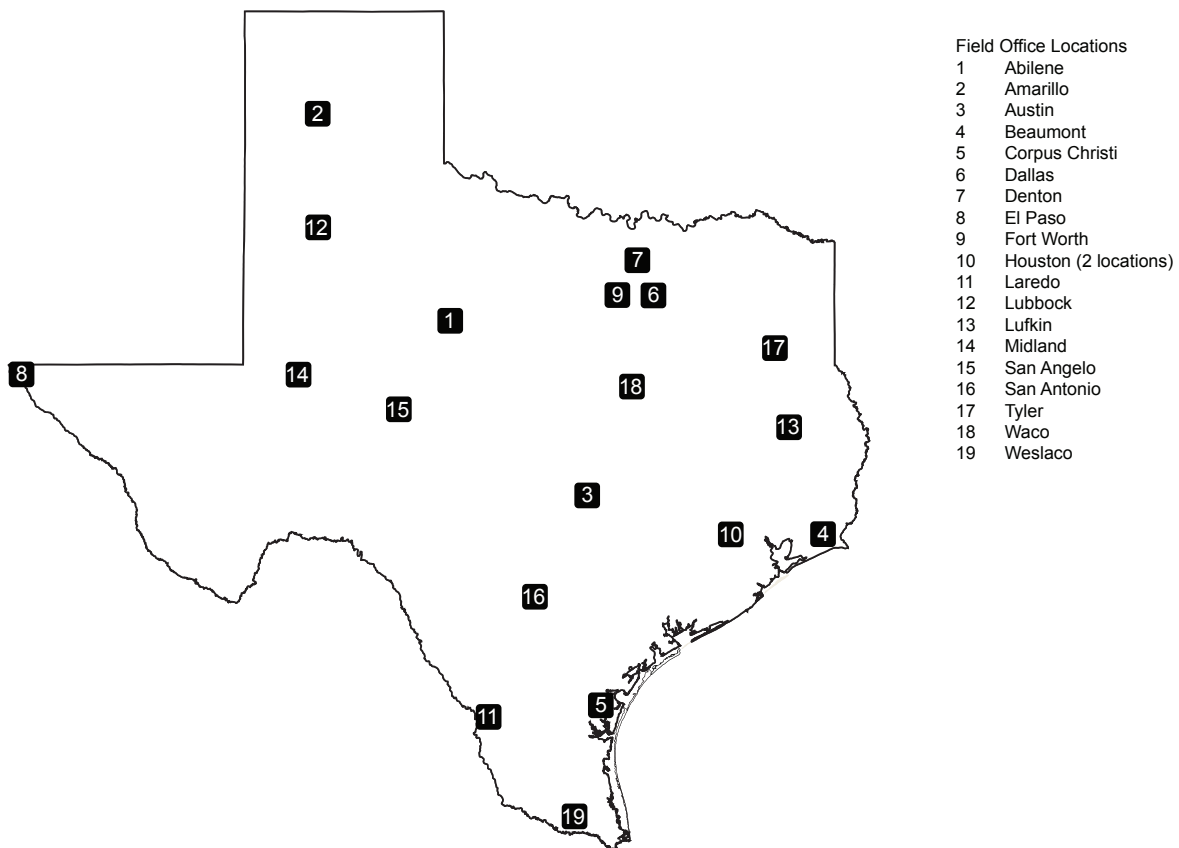 Field Office Locations
1 Abilene
2 Amarillo
3 Austin
4 Beaumont
5 Corpus Christi
6 Dallas
7 Denton
8 El Paso
9 Fort Worth
10 Houston (2 locations)
11 Laredo
12 Lubbock
13 Lufkin
14 Midland
15 San Angelo
16 San Antonio
17 Tyler
18 Waco
19 Weslaco
2
12
7
9 6
1
17
8
14
18
15
13
3
10
4
16
5
11
19